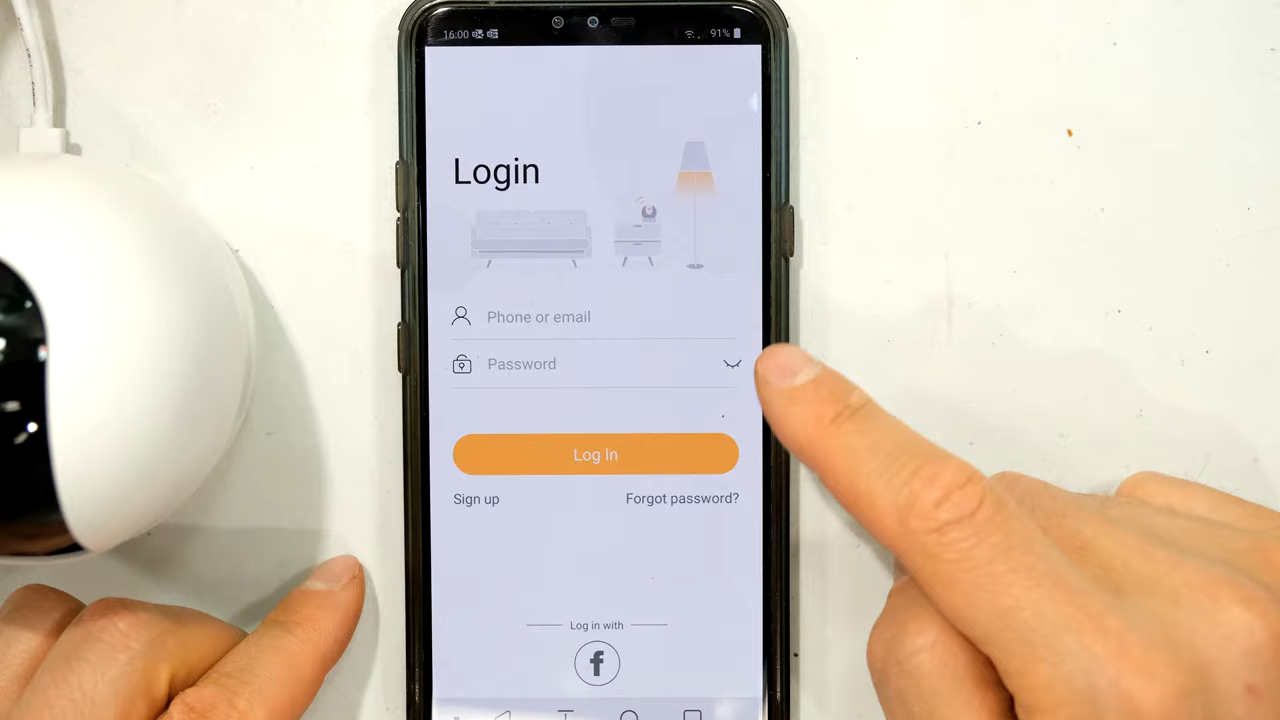 16:00 91%
Login
Phone or email
Password
Log In
Sign up Forgot password?
Log in with
f